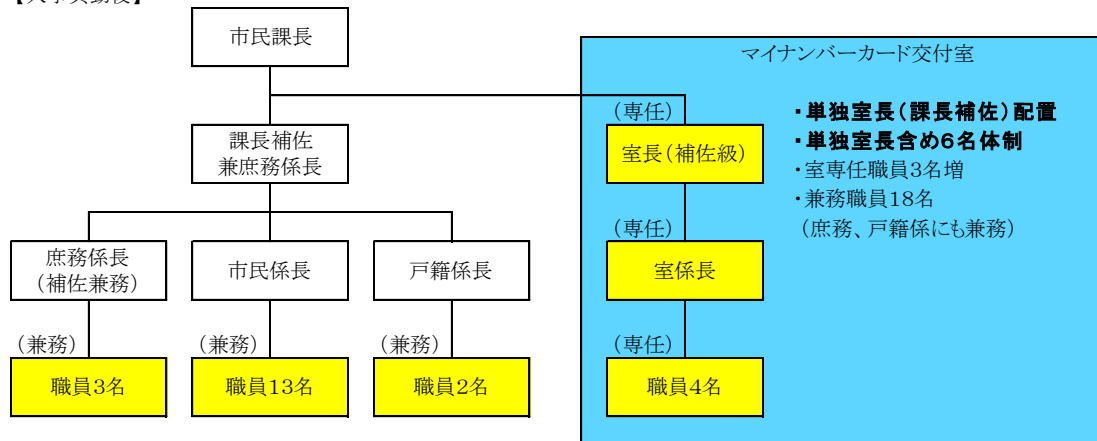 市民課長
マイナンバーカード交付室
(専任)
・単独室長(課長補佐)配置
課長補佐
兼庶務係長
室長(補佐級)
・単独室長含め6名体制
・室専任職員3名増
・兼務職員18名
(庶務、戸籍係にも兼務)
(専任)
庶務係長
(補佐兼務)
市民係長
戸籍係長
室係長
(兼務)
(兼務)
(兼務)
(専任)
職員3名
職員13名
職員2名
職員4名